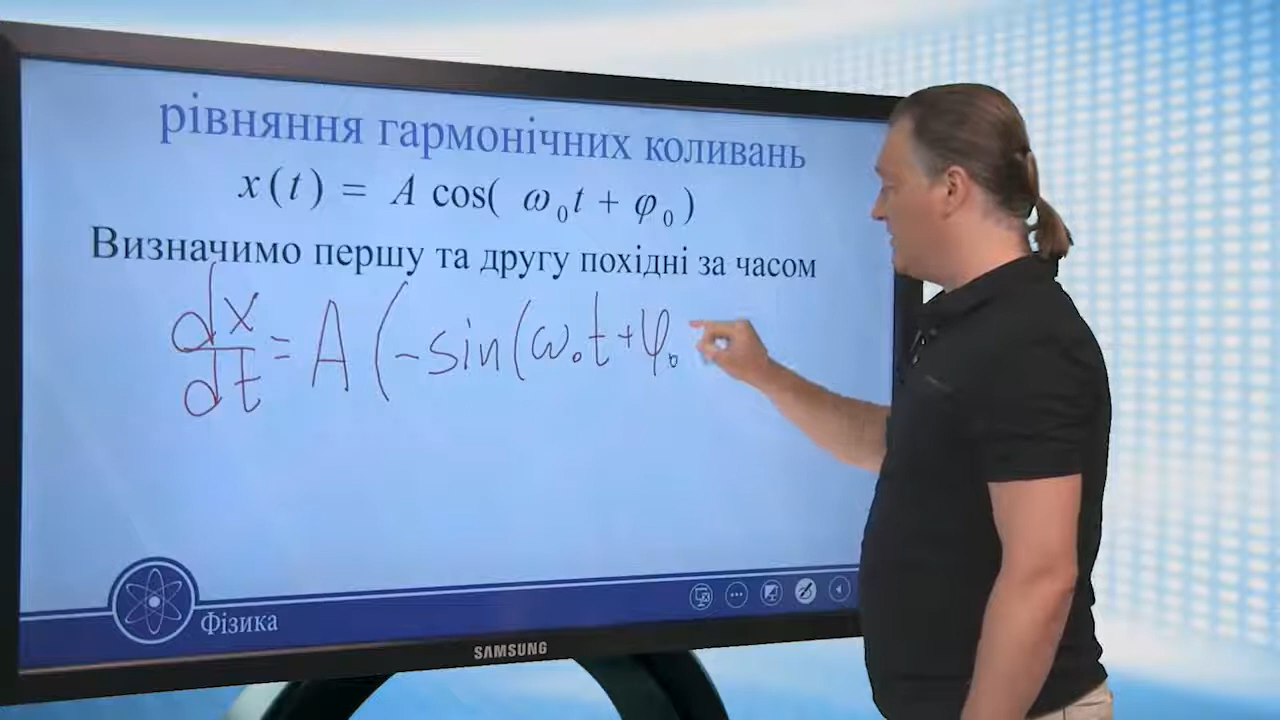 рівняння гармонічних коливань
x(t) = A cos( ω₀t + φ₀)
Визначимо першу та другу похідні за часом
dx/dt = A (-sin(ω₀t+φ₀
Фізика
SAMSUNG